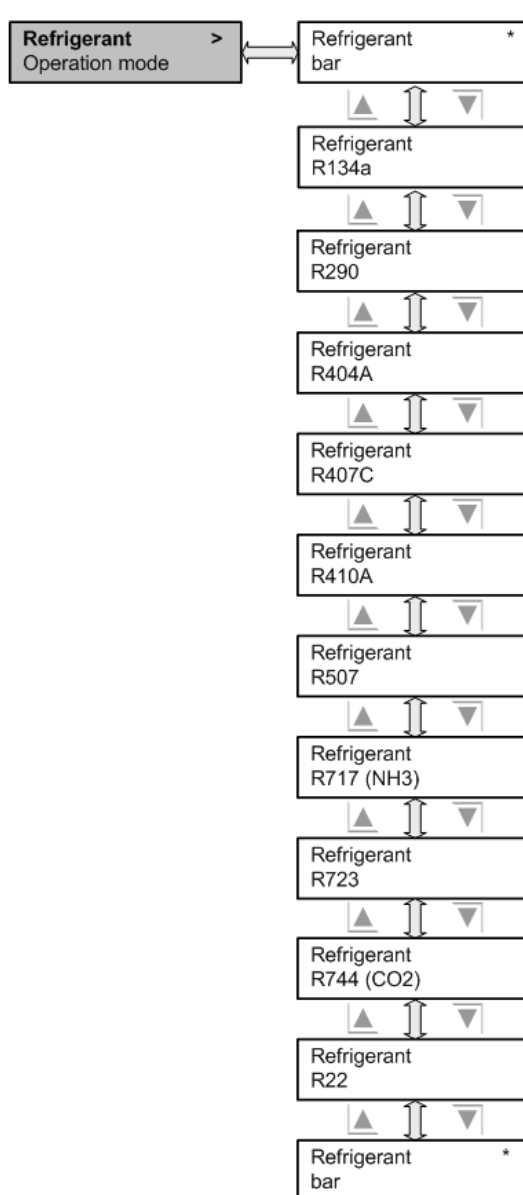 Refrigerant >
Operation mode
Refrigerant *
bar
Refrigerant
R134a
Refrigerant
R290
Refrigerant
R404A
Refrigerant
R407C
Refrigerant
R410A
Refrigerant
R507
Refrigerant
R717 (NH3)
Refrigerant
R723
Refrigerant
R744 (CO2)
Refrigerant
R22
Refrigerant *
bar